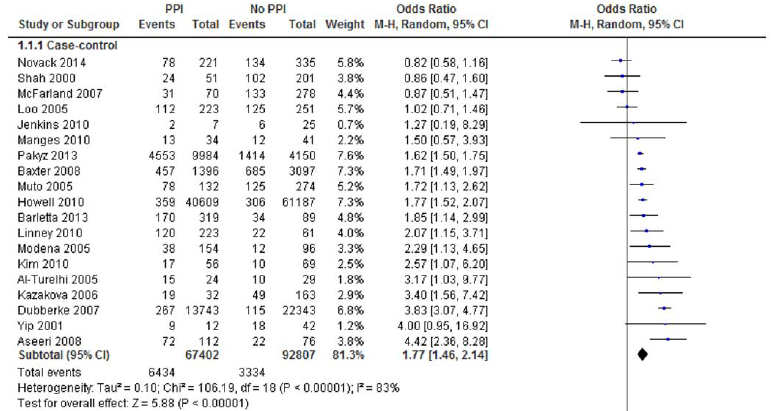 PPI No PPI Odds Ratio Odds Ratio
Study or Subgroup Events Total Events Total Weight M-H, Random, 95% CI M-H, Random, 95% CI
1.1.1 Case-control
Novack 2014 78 221 134 335 5.8% 0.82 [0.58, 1.16]
Shah 2000 24 51 102 201 3.8% 0.86 [0.47, 1.60]
McFarland 2007 31 70 133 278 4.4% 0.87 [0.51, 1.47]
Loo 2005 112 223 125 251 5.7% 1.02 [0.71, 1.46]
Jenkins 2010 2 7 6 25 0.7% 1.27 [0.19, 8.29]
Manges 2010 13 34 12 41 2.2% 1.50 [0.57, 3.93]
Pakyz 2013 4553 9984 1414 4150 7.6% 1.62 [1.50, 1.75]
Baxter 2008 457 1396 685 3097 7.4% 1.71 [1.49, 1.97]
Muto 2005 78 132 125 274 5.2% 1.72 [1.13, 2.62]
Howell 2010 359 40609 306 61187 7.3% 1.77 [1.52, 2.07]
Barletta 2013 170 319 34 89 4.8% 1.85 [1.14, 2.99]
Linney 2010 120 223 22 61 4.1% 2.07 [1.15, 3.71]
Modena 2005 38 154 12 96 3.3% 2.29 [1.13, 4.65]
Kim 2010 17 56 10 69 2.5% 2.57 [1.07, 6.20]
Al-Tureihi 2005 15 24 10 29 1.7% 3.17 [1.03, 9.77]
Kazakova 2006 19 32 49 163 2.9% 3.40 [1.56, 7.42]
Dubberke 2007 267 13743 115 22343 7.0% 3.83 [3.07, 4.77]
Yip 2001 9 12 18 42 1.1% 4.00 [0.95, 16.92]
Aseeri 2008 72 112 22 76 3.8% 4.42 [2.36, 8.28]
Subtotal (95% CI) 67402 92807 81.3% 1.77 [1.46, 2.14]
Total events 6434 3334
Heterogeneity: Tau² = 0.10; Chi² = 106.19, df = 18 (P < 0.00001); I² = 83%
Test for overall effect: Z = 5.88 (P < 0.00001)